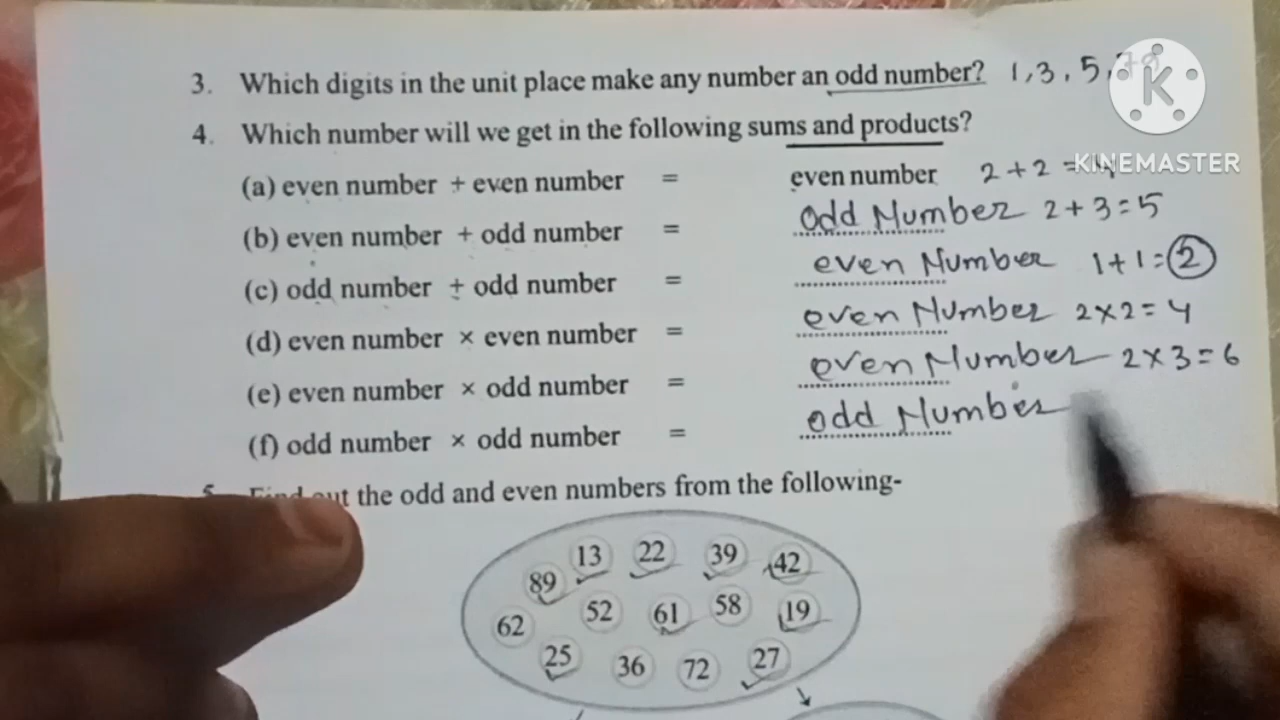 3. Which digits in the unit place make any number an odd number? 1, 3, 5,
K
KINEMASTER
4. Which number will we get in the following sums and products?
(a) even number + even number = even number 2 + 2 =
(b) even number + odd number = odd Number 2 + 3 = 5
(c) odd number + odd number = even Number 1 + 1 = 2
(d) even number × even number = even Number 2 × 2 = 4
(e) even number × odd number = even Number 2 × 3 = 6
(f) odd number × odd number = odd Number
5. Find out the odd and even numbers from the following-
13 22 39 42
89
52 61 58 19
62
25 36 72 27